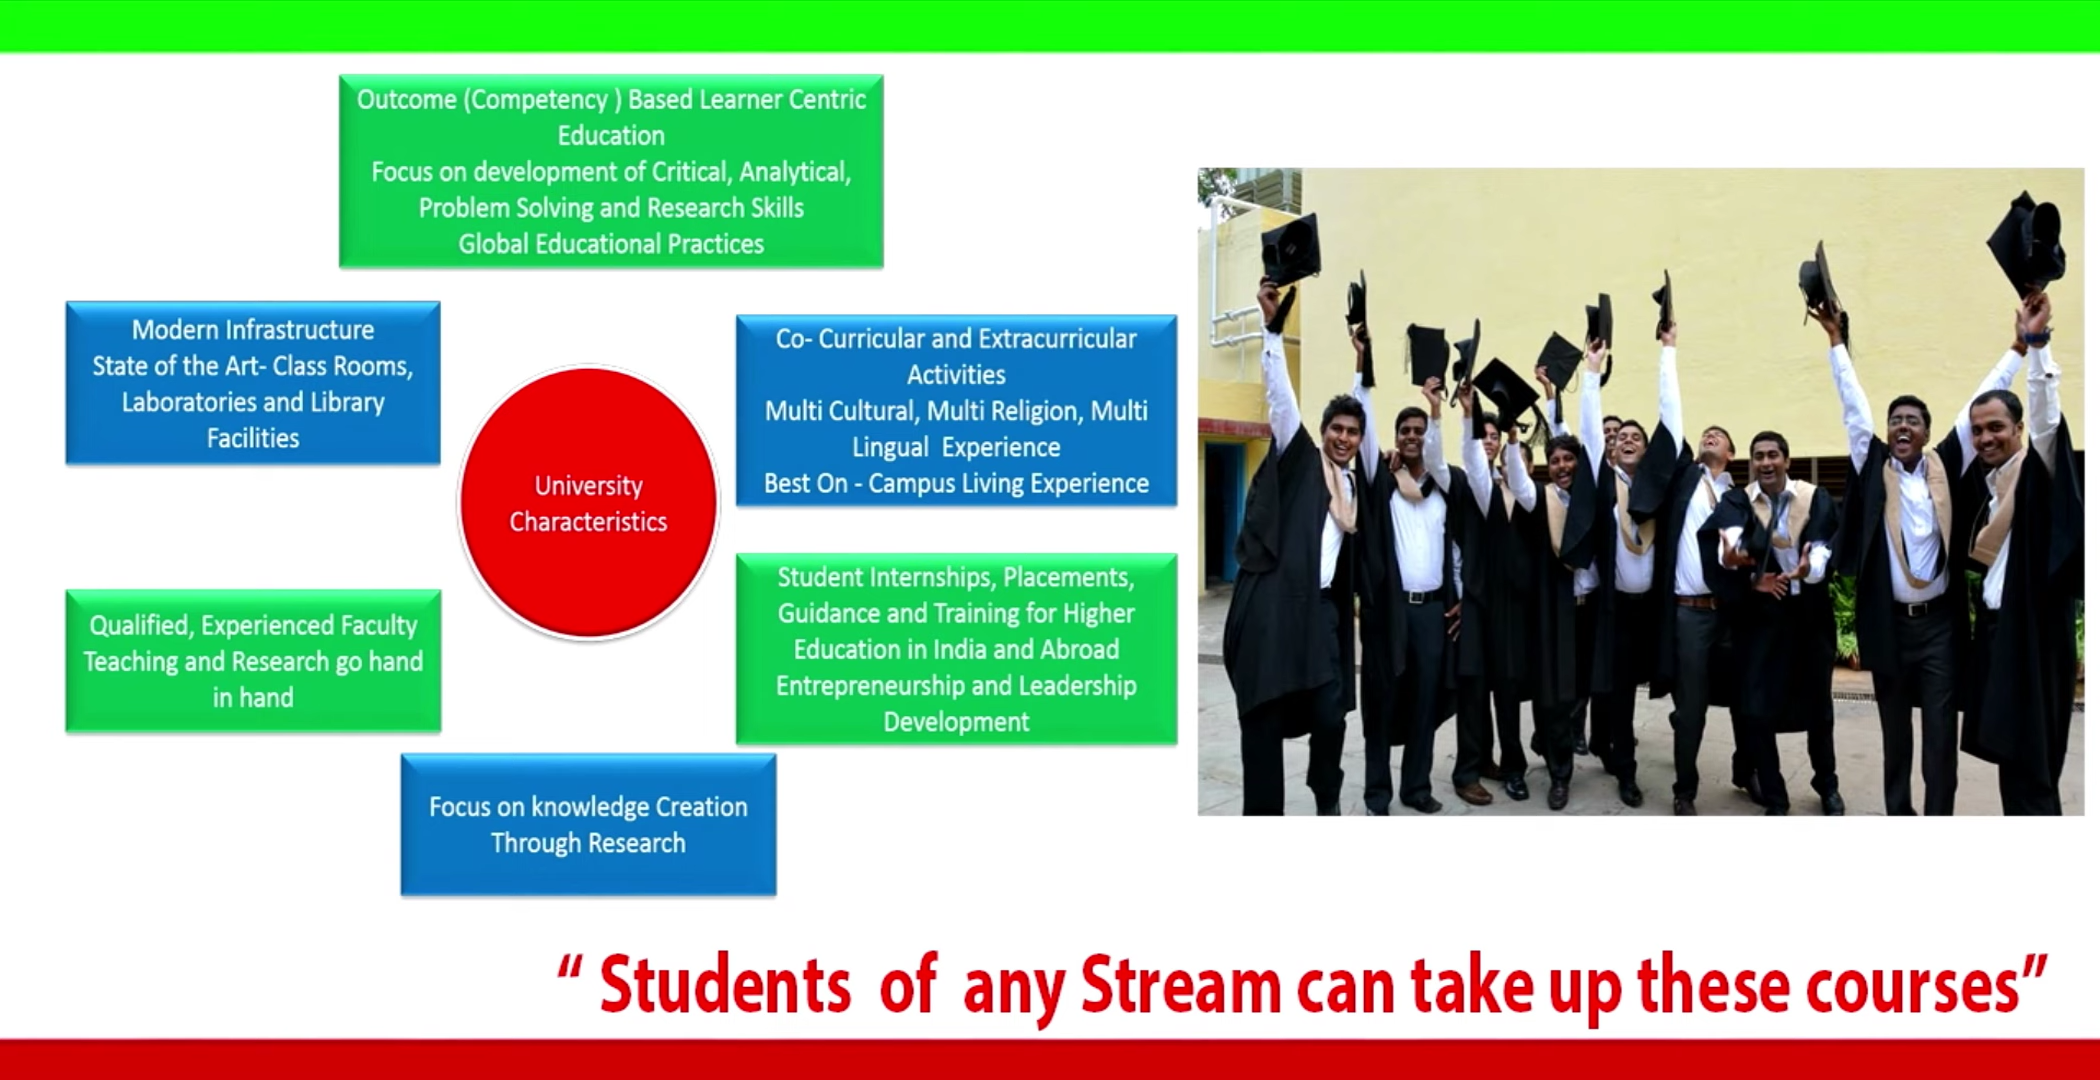 Outcome (Competency ) Based Learner Centric
Education
Focus on development of Critical, Analytical,
Problem Solving and Research Skills
Global Educational Practices
Modern Infrastructure
State of the Art- Class Rooms,
Laboratories and Library
Facilities
Co- Curricular and Extracurricular
Activities
Multi Cultural, Multi Religion, Multi
Lingual  Experience
Best On - Campus Living Experience
University
Characteristics
Qualified, Experienced Faculty
Teaching and Research go hand
in hand
Student Internships, Placements,
Guidance and Training for Higher
Education in India and Abroad
Entrepreneurship and Leadership
Development
Focus on knowledge Creation
Through Research
“ Students of any Stream can take up these courses”